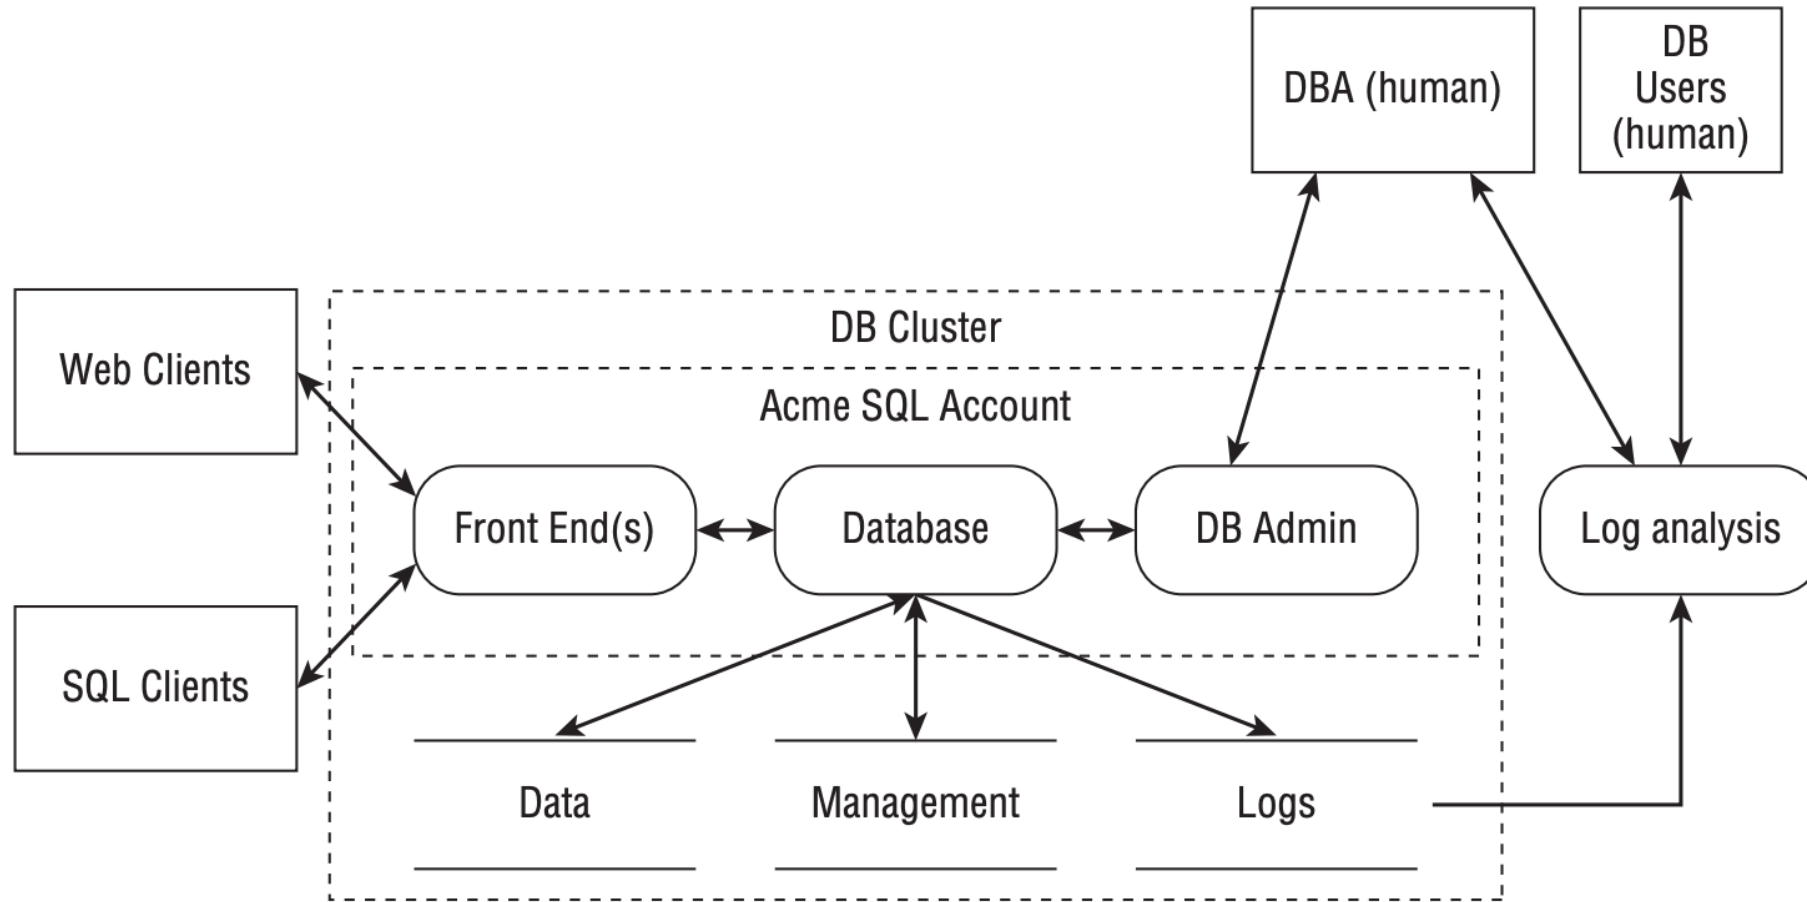 DBA (human)
DB
Users
(human)
DB Cluster
Web Clients
Acme SQL Account
Front End(s)
Database
DB Admin
Log analysis
SQL Clients
Data
Management
Logs